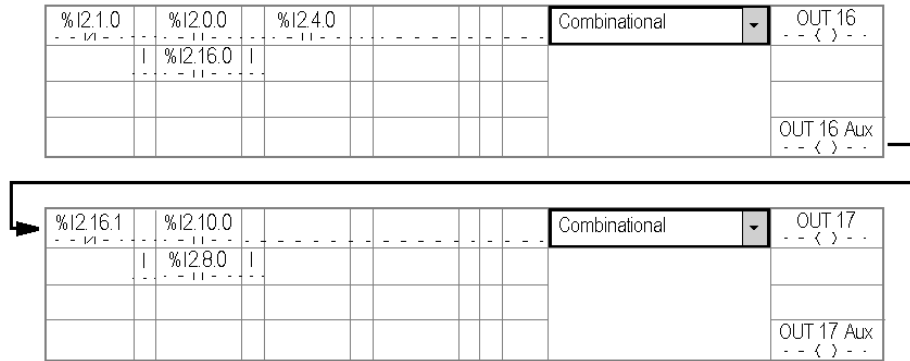 %I2.1.0 %I2.0.0 %I2.4.0 Combinational OUT 16
%I2.16.0
OUT 16 Aux
%I2.16.1 %I2.10.0 Combinational OUT 17
%I2.8.0
OUT 17 Aux